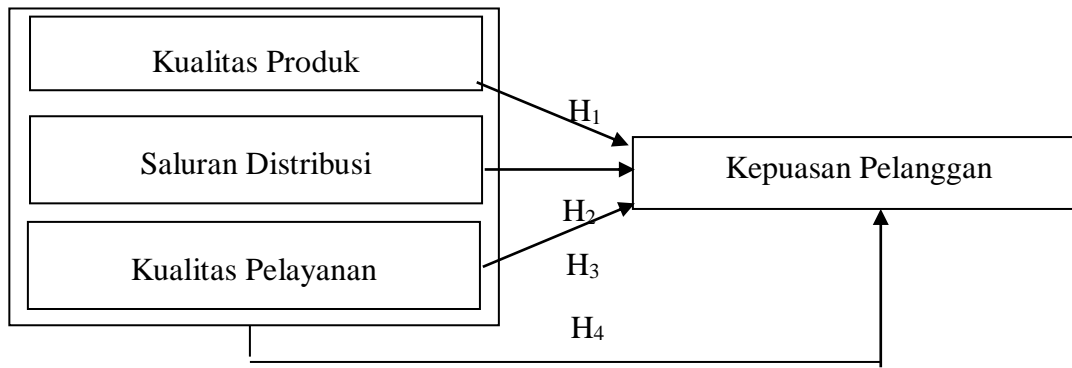 Kualitas Produk
H₁
Saluran Distribusi
Kepuasan Pelanggan
H₂
Kualitas Pelayanan
H₃
H₄